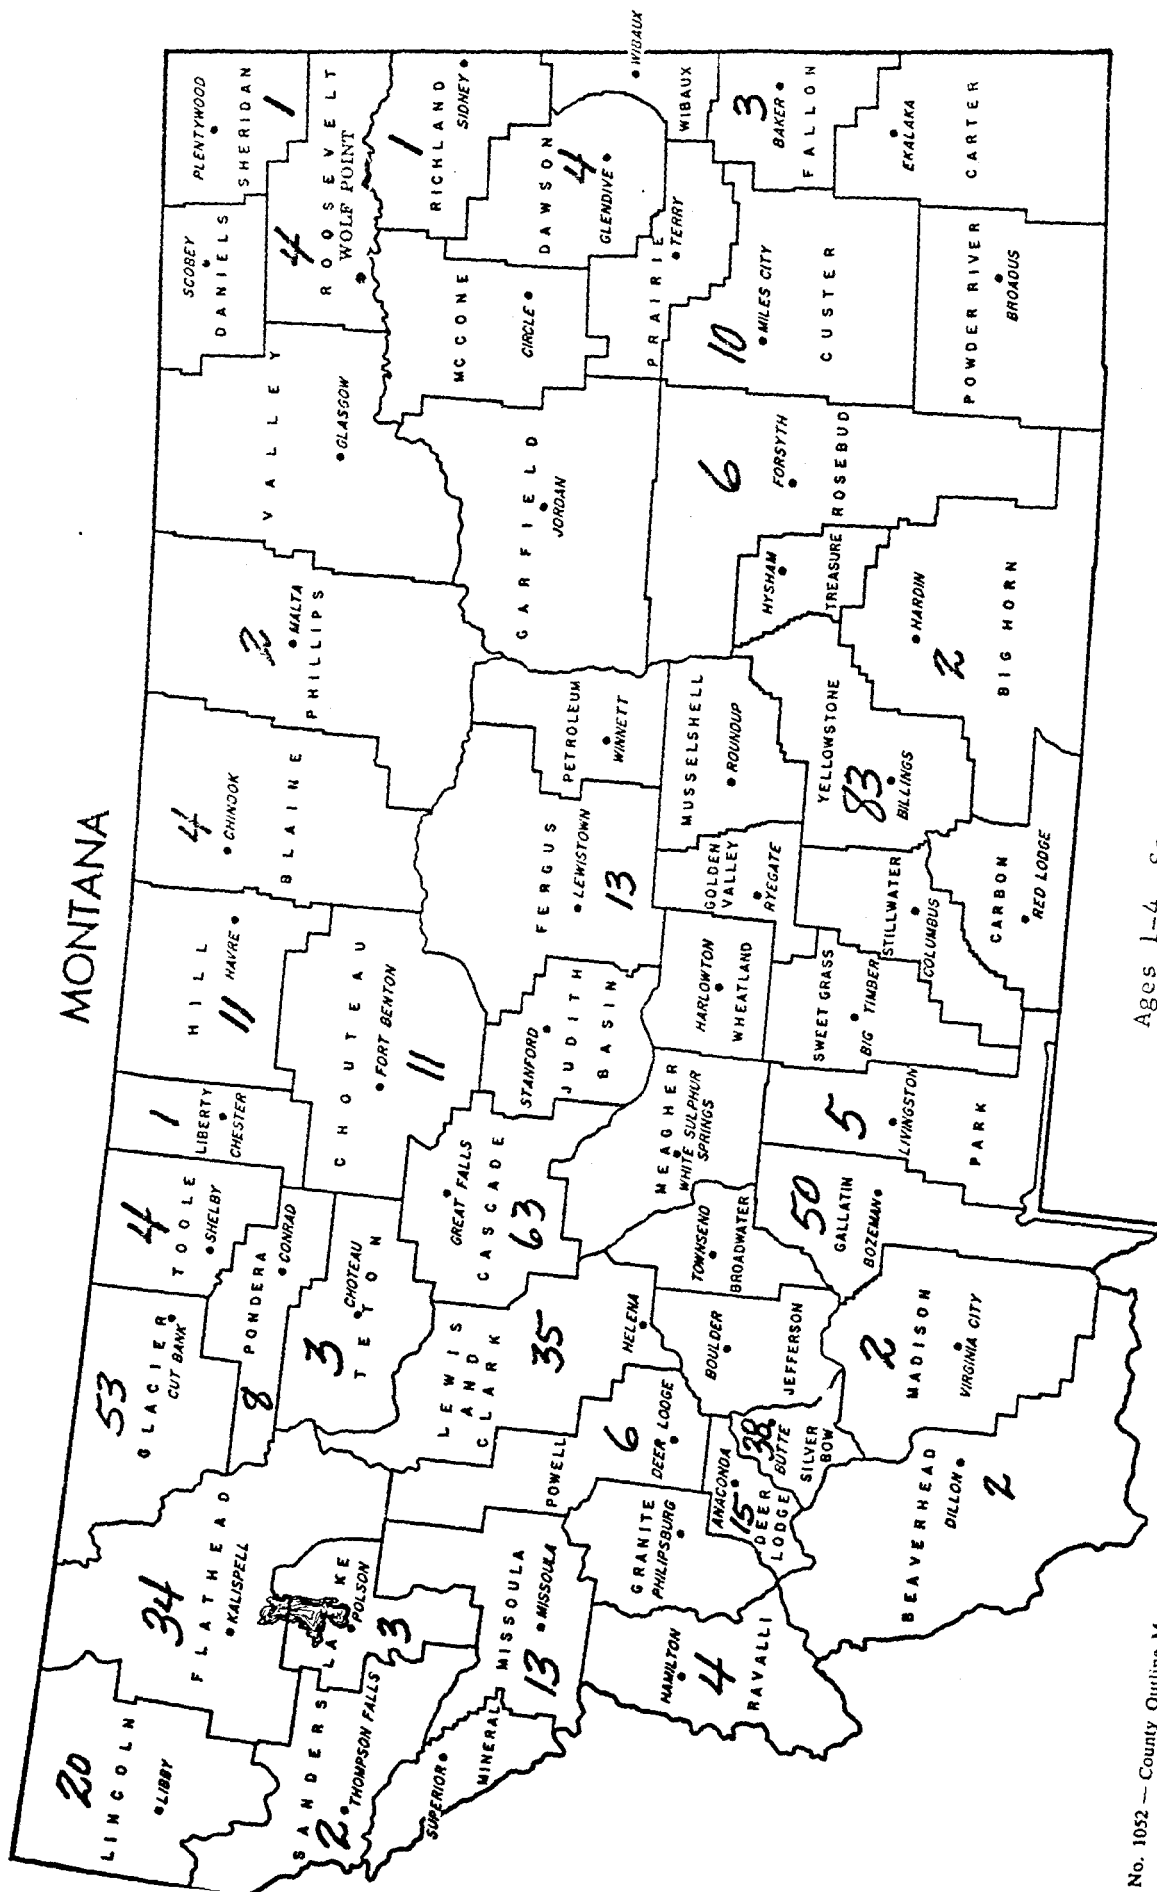 MONTANA
20
LINCOLN
LIBBY
34
FLATHEAD
KALISPELL
53
GLACIER
CUT BANK
4
TOOLE
SHELBY
1
LIBERTY
CHESTER
HILL
11
HAVRE
4
CHINOOK
BLAINE
2
MALTA
PHILLIPS
VALLEY
GLASGOW
SCOBEY
DANIELS
PLENTYWOOD
SHERIDAN
1
4
ROOSEVELT
WOLF POINT
SANDERS
2
THOMPSON FALLS
LAKE
POLSON
3
8
PONDERA
CONRAD
3
CHOTEAU
TETON
CHOUTEAU
FORT BENTON
11
1
RICHLAND
SIDNEY
MCCONE
CIRCLE
DAWSON
4
GLENDIVE
WIBAUX
WIBAUX
SUPERIOR
MINERAL
MISSOULA
13
MISSOULA
POWELL
6
DEER LODGE
LEWIS
AND
CLARK
35
HELENA
GREAT FALLS
CASCADE
63
STANFORD
JUDITH
BASIN
FERGUS
LEWISTOWN
13
PETROLEUM
WINNETT
GARFIELD
JORDAN
PRAIRIE
TERRY
HAMILTON
4
RAVALLI
GRANITE
PHILIPSBURG
ANACONDA
15
DEER
LODGE
38
BUTTE
SILVER
BOW
BOULDER
JEFFERSON
TOWNSEND
BROADWATER
MEAGHER
WHITE SULPHUR
SPRINGS
HARLOWTON
WHEATLAND
GOLDEN
VALLEY
RYEGATE
MUSSELSHELL
ROUNDUP
HYSHAM
TREASURE
6
FORSYTH
ROSEBUD
10
MILES CITY
CUSTER
3
BAKER
FALLON
BEAVERHEAD
DILLON
2
2
MADISON
VIRGINIA CITY
50
GALLATIN
BOZEMAN
5
LIVINGSTON
PARK
SWEET GRASS
BIG TIMBER
STILLWATER
COLUMBUS
CARBON
RED LODGE
YELLOWSTONE
83
BILLINGS
HARDIN
2
BIG HORN
POWDER RIVER
BROADUS
EKALAKA
CARTER
No. 1052 — County Outline
Ages 1-4